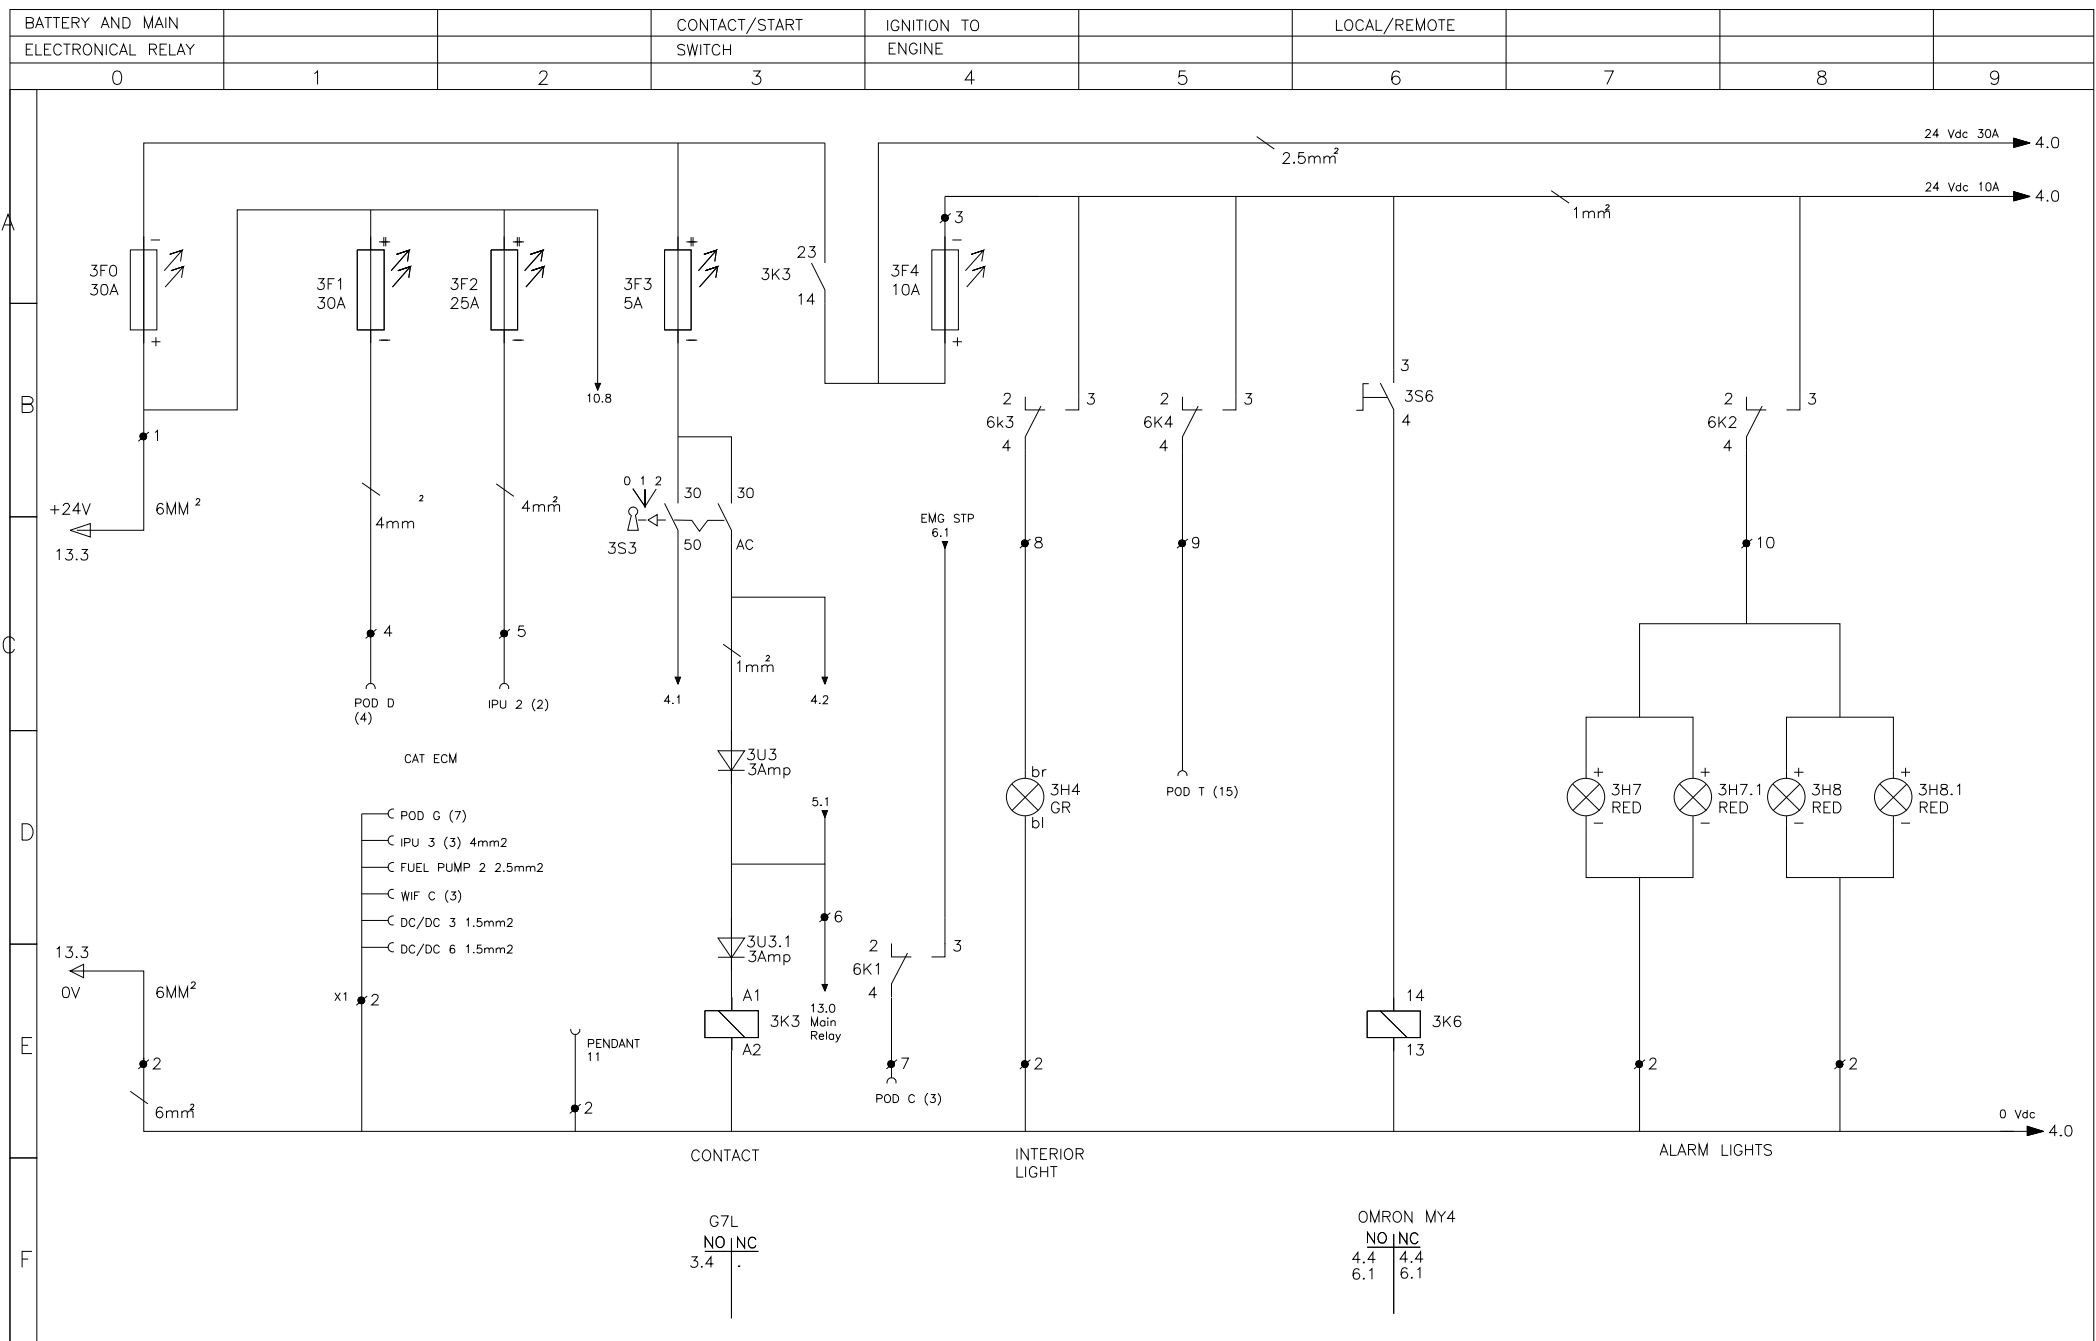 BATTERY AND MAIN
ELECTRONICAL RELAY
CONTACT/START
SWITCH
IGNITION TO
ENGINE
LOCAL/REMOTE
0 1 2 3 4 5 6 7 8 9
24 Vdc 30A
4.0
2.5mm²
24 Vdc 10A
4.0
1mm²
A
3
- + + + -
3F0
30A
3F1
30A
3F2
25A
3F3
5A
23
3K3
14
3F4
10A
+ - - - +
B
10.8
3
3S6
4
2 3
6k3
4
2 3
6K4
4
2 3
6K2
4
1
+24V
6MM²
13.3
4mm²
4mm²
0 1 2
30 30
3S3
50 AC
EMG STP
6.1
8
9
10
C
4
5
1mm²
POD D
(4)
IPU 2 (2)
4.1
4.2
CAT ECM
3U3
3Amp
5.1
br
3H4
GR
bl
POD T (15)
+ + + +
3H7
RED
3H7.1
RED
3H8
RED
3H8.1
RED
- - - -
D
POD G (7)
IPU 3 (3) 4mm2
FUEL PUMP 2 2.5mm2
WIF C (3)
DC/DC 3 1.5mm2
DC/DC 6 1.5mm2
6
3U3.1
3Amp
2 3
6K1
4
13.3
0V
6MM²
X1 2
A1
3K3
A2
13.0
Main
Relay
14
3K6
13
E
PENDANT
11
2
7
2
2
2
6mm²
2
POD C (3)
0 Vdc
4.0
CONTACT
INTERIOR
LIGHT
ALARM LIGHTS
G7L
NO NC
3.4 .
OMRON MY4
NO NC
4.4 4.4
6.1 6.1
F